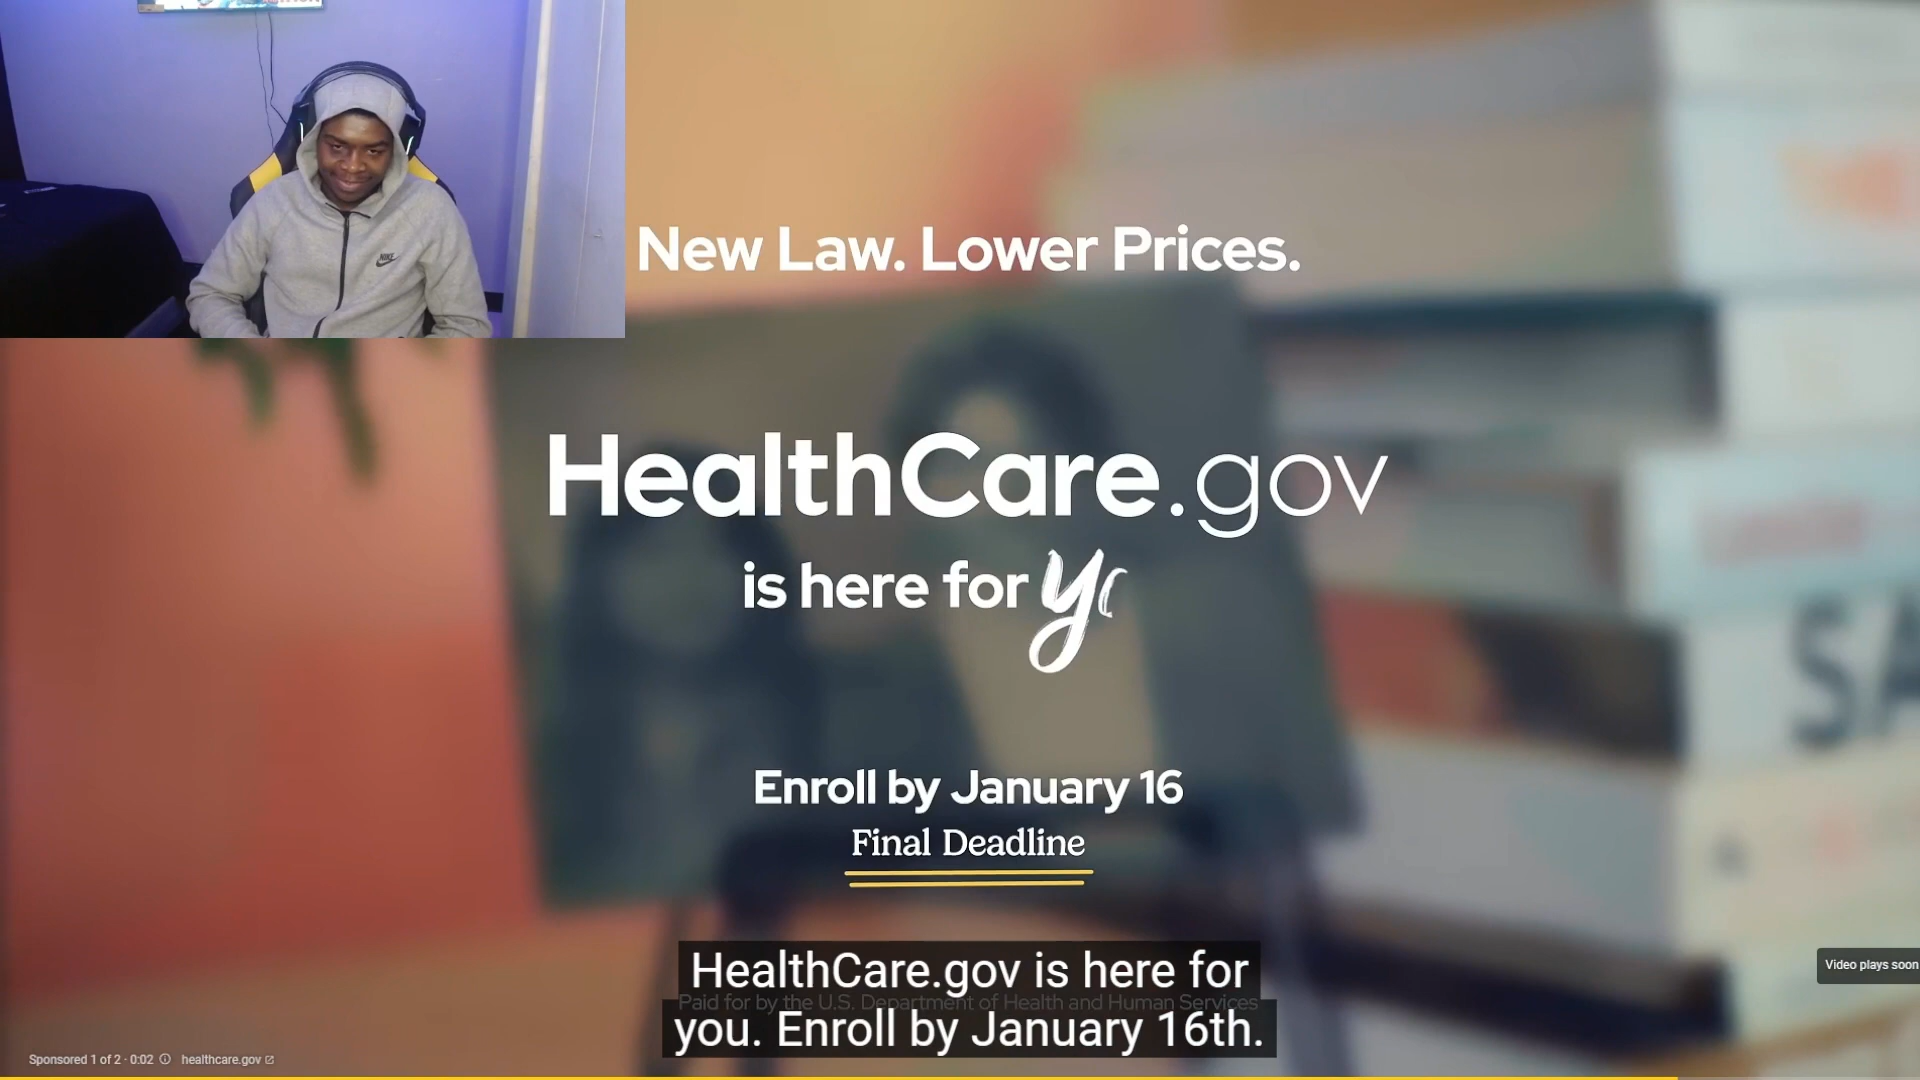 NIKE
New Law. Lower Prices.
HealthCare.gov
is here for yo
Enroll by January 16
Final Deadline
HealthCare.gov is here for
Paid for by the U.S. Department of Health and Human Services
you. Enroll by January 16th.
Video plays soon
Sponsored 1 of 2 · 0:02 healthcare.gov
SA